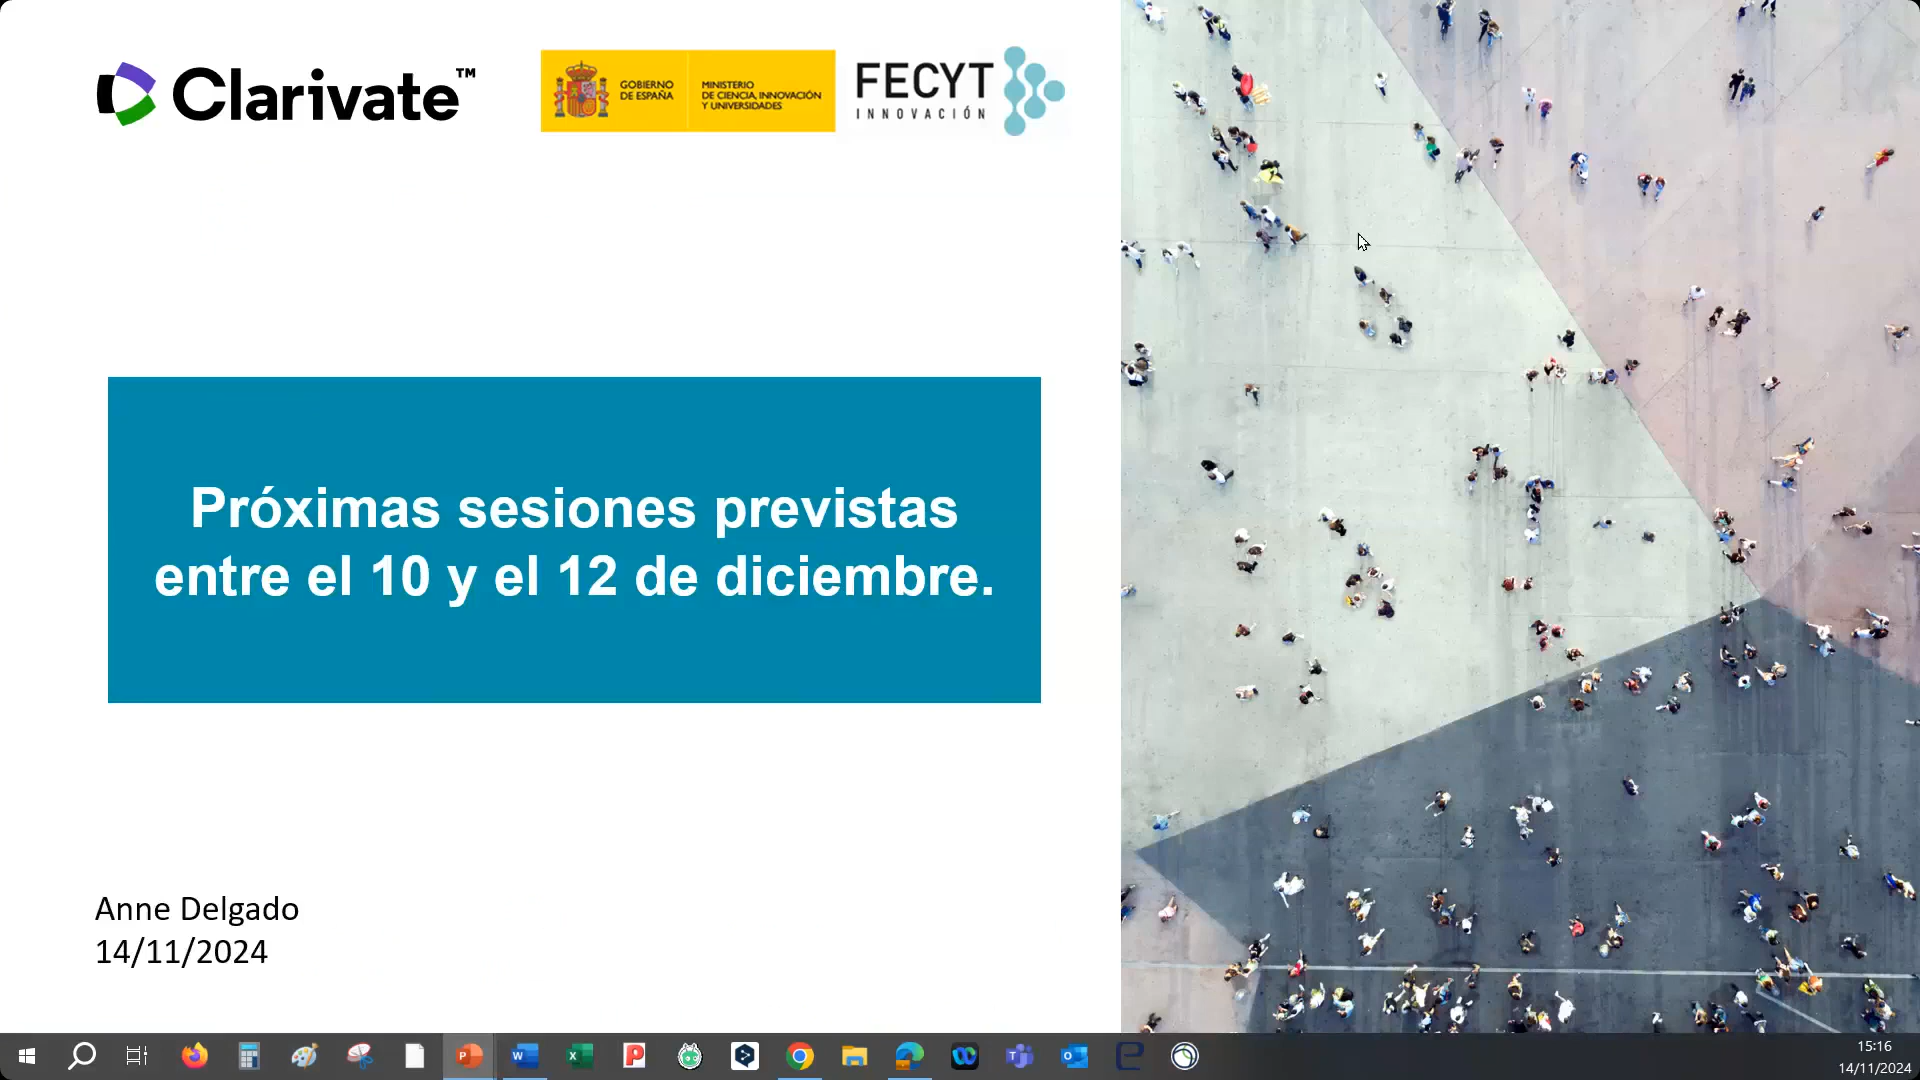 Clarivate™
GOBIERNO
DE ESPAÑA
MINISTERIO
DE CIENCIA, INNOVACIÓN
Y UNIVERSIDADES
FECYT
INNOVACIÓN
Próximas sesiones previstas
entre el 10 y el 12 de diciembre.
Anne Delgado
14/11/2024
15:16
14/11/2024